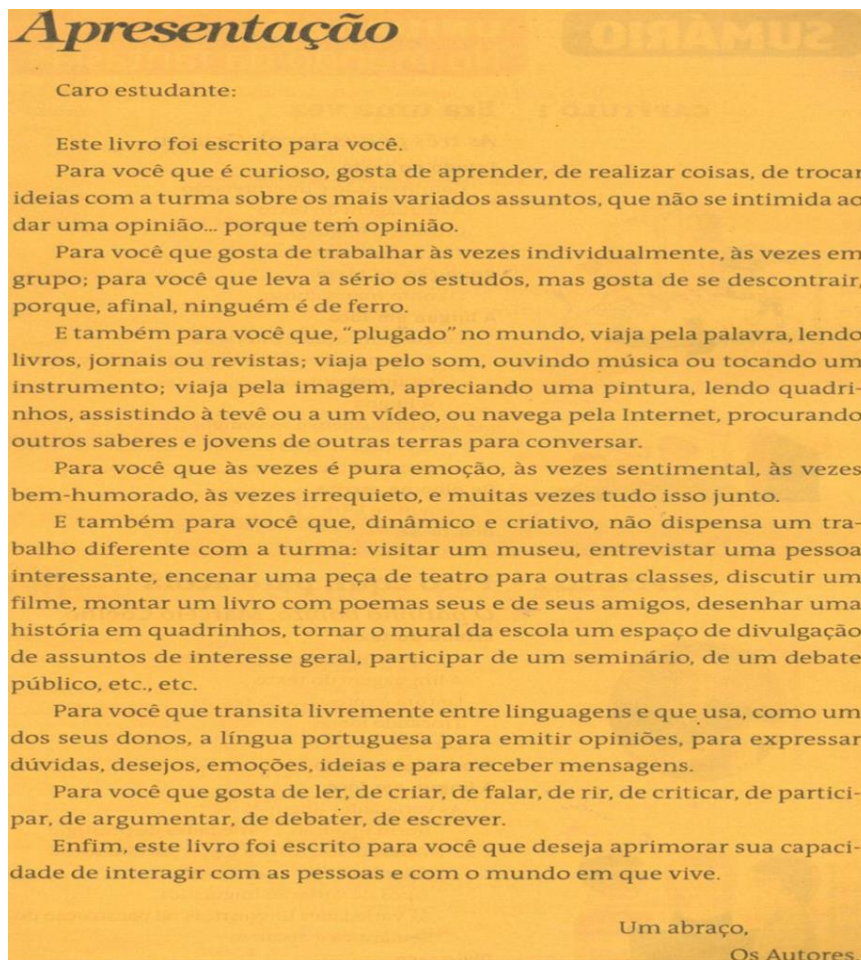 Apresentação
Caro estudante:
Este livro foi escrito para você.
Para você que é curioso, gosta de aprender, de realizar coisas, de trocar
ideias com a turma sobre os mais variados assuntos, que não se intimida ao
dar uma opinião... porque tem opinião.
Para você que gosta de trabalhar às vezes individualmente, às vezes em
grupo; para você que leva a sério os estudos, mas gosta de se descontrair,
porque, afinal, ninguém é de ferro.
E também para você que, "plugado" no mundo, viaja pela palavra, lendo
livros, jornais ou revistas; viaja pelo som, ouvindo música ou tocando um
instrumento; viaja pela imagem, apreciando uma pintura, lendo quadri-
nhos, assistindo à tevê ou a um vídeo, ou navega pela Internet, procurando
outros saberes e jovens de outras terras para conversar.
Para você que às vezes é pura emoção, às vezes sentimental, às vezes
bem-humorado, às vezes irrequieto, e muitas vezes tudo isso junto.
E também para você que, dinâmico e criativo, não dispensa um tra-
balho diferente com a turma: visitar um museu, entrevistar uma pessoa
interessante, encenar uma peça de teatro para outras classes, discutir um
filme, montar um livro com poemas seus e de seus amigos, desenhar uma
história em quadrinhos, tornar o mural da escola um espaço de divulgação
de assuntos de interesse geral, participar de um seminário, de um debate
público, etc., etc.
Para você que transita livremente entre linguagens e que usa, como um
dos seus donos, a língua portuguesa para emitir opiniões, para expressar
dúvidas, desejos, emoções, ideias e para receber mensagens.
Para você que gosta de ler, de criar, de falar, de rir, de criticar, de partici-
par, de argumentar, de debater, de escrever.
Enfim, este livro foi escrito para você que deseja aprimorar sua capaci-
dade de interagir com as pessoas e com o mundo em que vive.
Um abraço,
Os Autores.